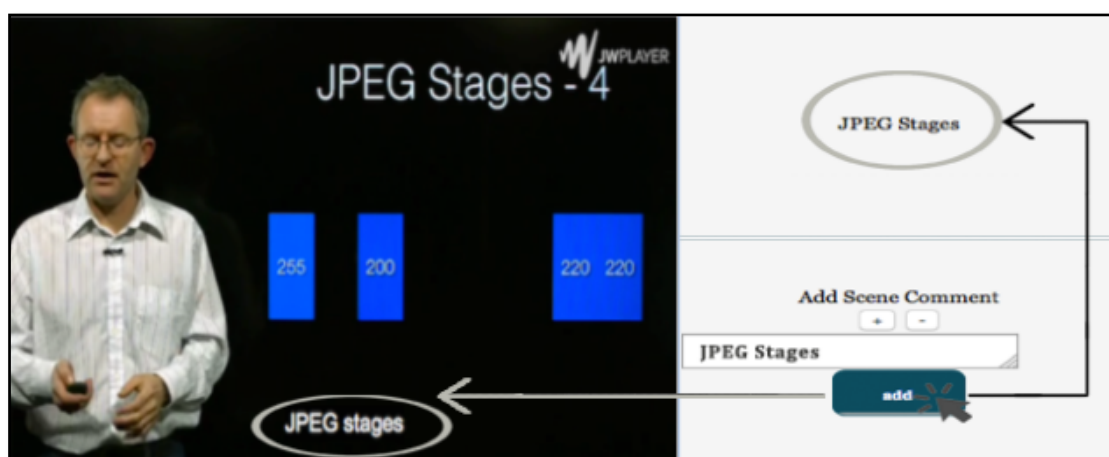 JWPLAYER
JPEG Stages - 4
255 200 220 220
JPEG stages
JPEG Stages
Add Scene Comment
+ -
JPEG Stages
add